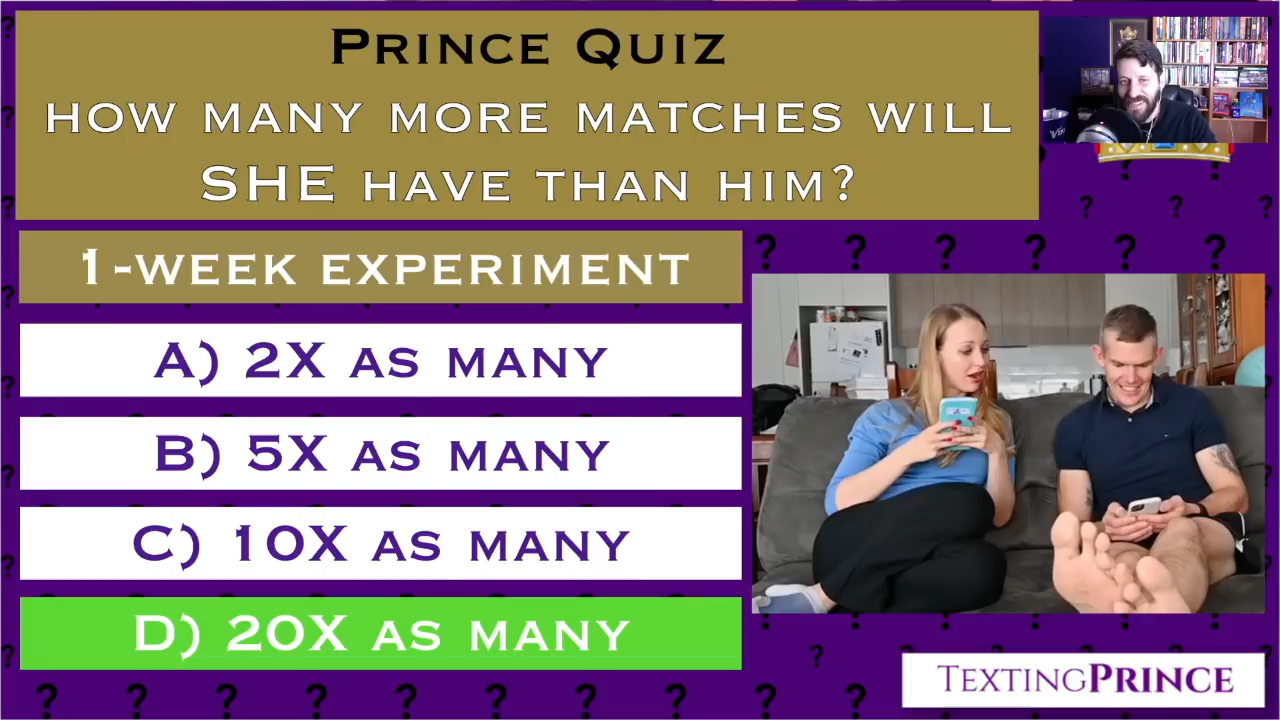 PRINCE QUIZ
HOW MANY MORE MATCHES WILL
SHE HAVE THAN HIM?
1-WEEK EXPERIMENT
A) 2X AS MANY
B) 5X AS MANY
C) 10X AS MANY
D) 20X AS MANY
TEXTINGPRINCE